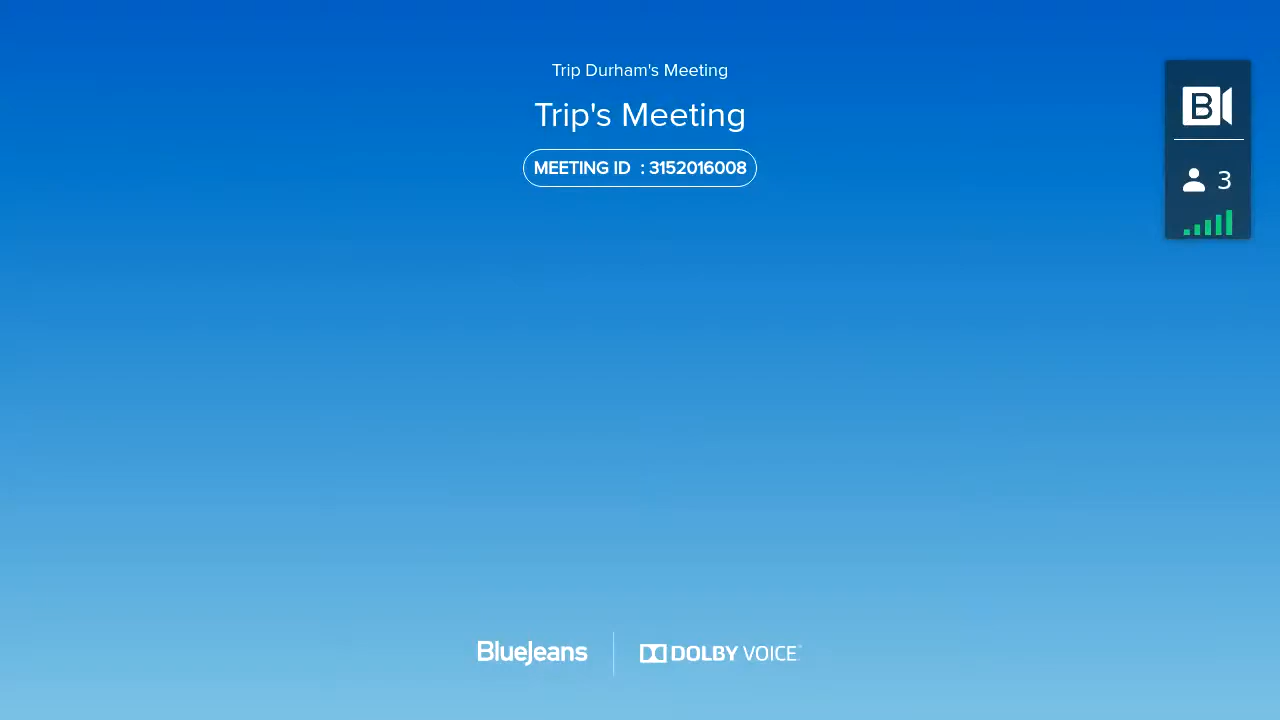 Trip Durham's Meeting
Trip's Meeting
MEETING ID : 3152016008
B
3
BlueJeans
DOLBY VOICE